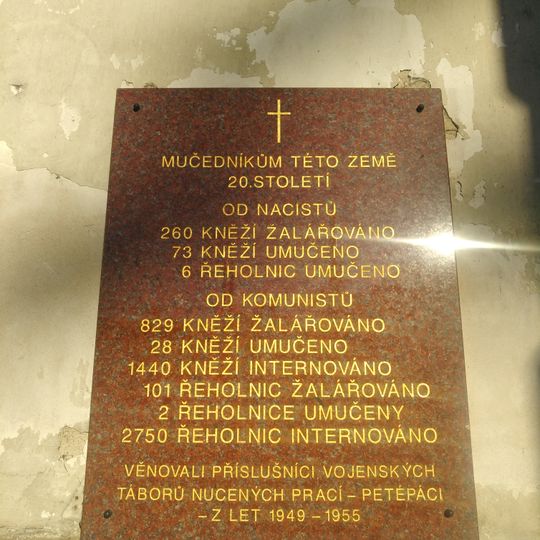 MUČEDNÍKŮM TÉTO ZEMĚ
20.STOLETÍ
OD NACISTŮ
260 KNĚŽÍ ŽALÁŘOVÁNO
73 KNĚŽÍ UMUČENO
6 ŘEHOLNIC UMUČENO
OD KOMUNISTŮ
829 KNĚŽÍ ŽALÁŘOVÁNO
28 KNĚŽÍ UMUČENO
1440 KNĚŽÍ INTERNOVÁNO
101 ŘEHOLNIC ŽALÁŘOVÁNO
2 ŘEHOLNICE UMUČENY
2750 ŘEHOLNIC INTERNOVÁNO
VĚNOVALI PŘÍSLUŠNÍCI VOJENSKÝCH
TÁBORŮ NUCENÝCH PRACÍ – PETÉPÁCI
– Z LET 1949 – 1955